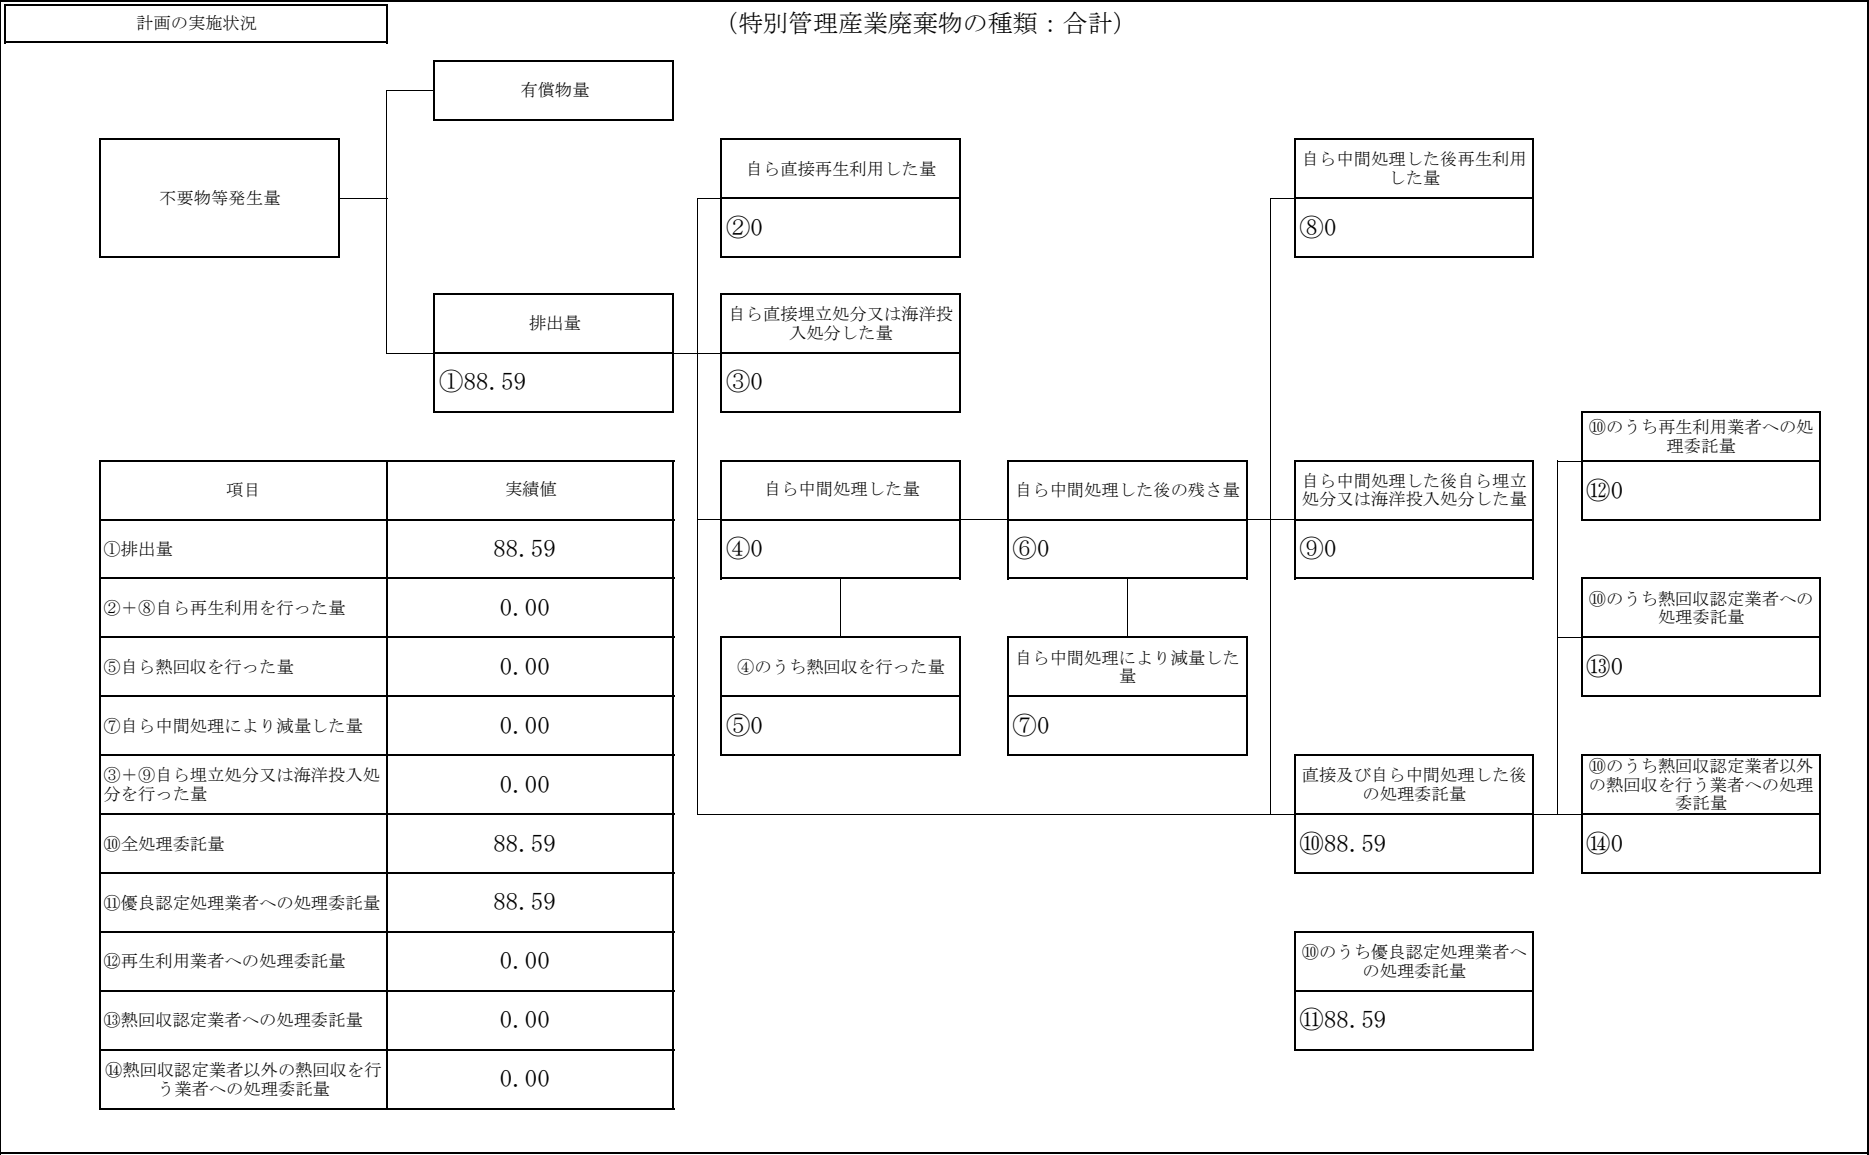 計画の実施状況
（特別管理産業廃棄物の種類：合計）
有償物量
不要物等発生量
自ら直接再生利用した量
②0
自ら中間処理した後再生利用
した量
⑧0
排出量
①88.59
自ら直接埋立処分又は海洋投
入処分した量
③0
⑩のうち再生利用業者への処
理委託量
⑫0
自ら中間処理した量
④0
自ら中間処理した後の残さ量
⑥0
自ら中間処理した後自ら埋立
処分又は海洋投入処分した量
⑨0
⑩のうち熱回収認定業者への
処理委託量
⑬0
④のうち熱回収を行った量
⑤0
自ら中間処理により減量した
量
⑦0
直接及び自ら中間処理した後
の処理委託量
⑩88.59
⑩のうち熱回収認定業者以外
の熱回収を行う業者への処理
委託量
⑭0
⑩のうち優良認定処理業者へ
の処理委託量
⑪88.59
項目 実績値
①排出量 88.59
②＋⑧自ら再生利用を行った量 0.00
⑤自ら熱回収を行った量 0.00
⑦自ら中間処理により減量した量 0.00
③＋⑨自ら埋立処分又は海洋投入処
分を行った量 0.00
⑩全処理委託量 88.59
⑪優良認定処理業者への処理委託量 88.59
⑫再生利用業者への処理委託量 0.00
⑬熱回収認定業者への処理委託量 0.00
⑭熱回収認定業者以外の熱回収を行
う業者への処理委託量 0.00